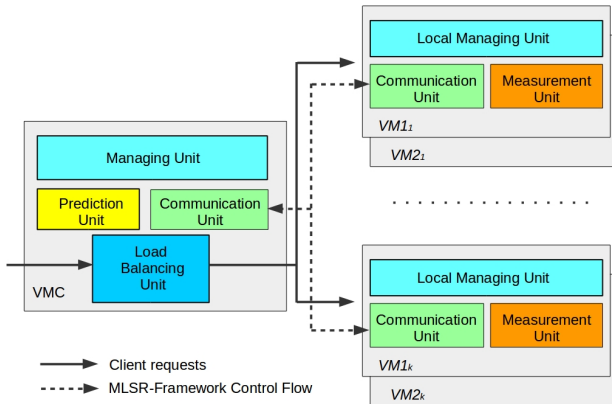 Local Managing Unit
Communication
Unit
Measurement
Unit
VM1₁
VM2₁
Managing Unit
Prediction
Unit
Communication
Unit
Load
Balancing
Unit
VMC
Local Managing Unit
Communication
Unit
Measurement
Unit
VM1ₖ
VM2ₖ
Client requests
MLSR-Framework Control Flow